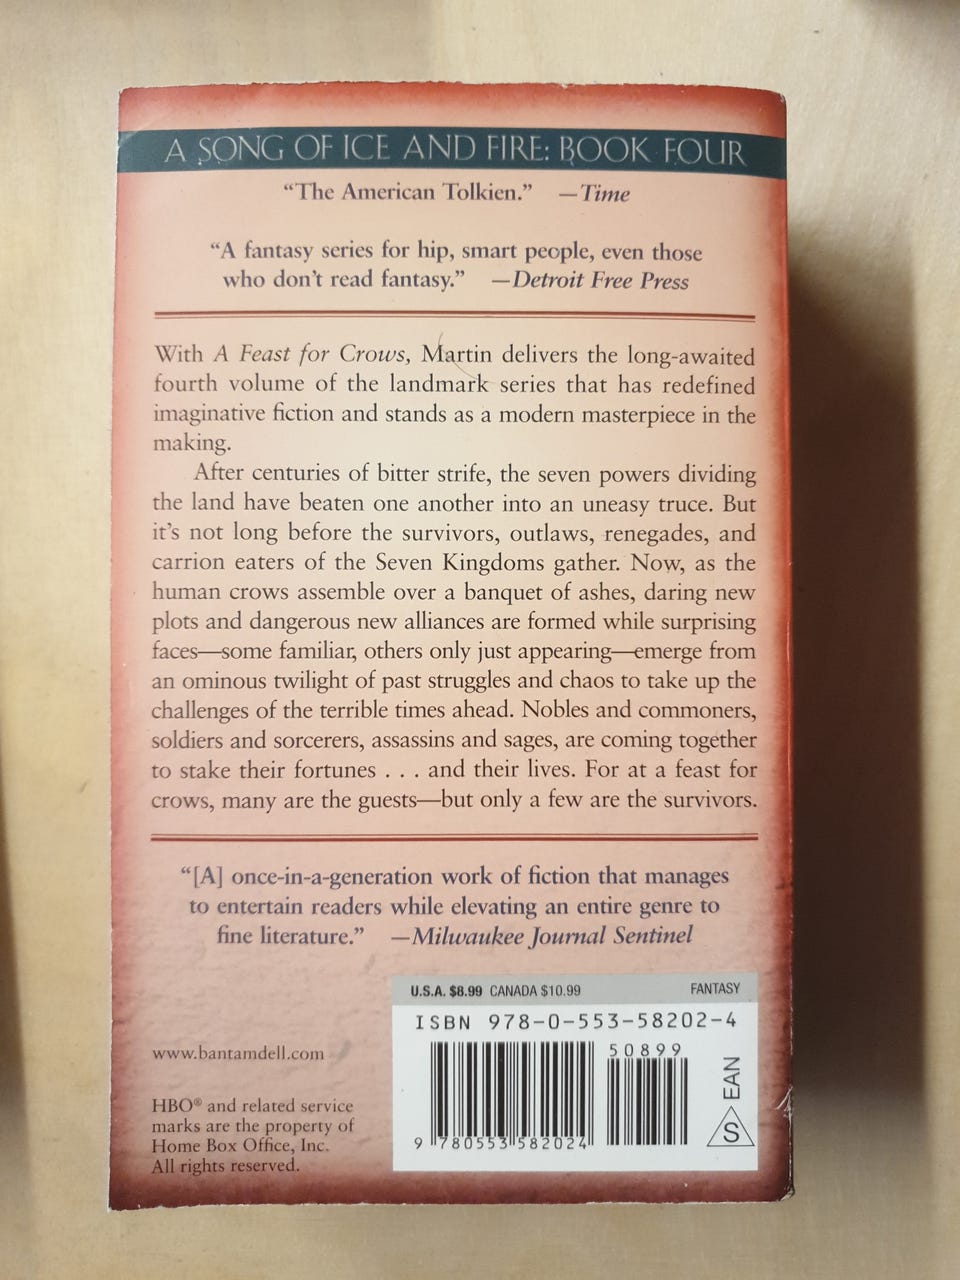 A SONG OF ICE AND FIRE: BOOK FOUR
“The American Tolkien.” —Time
“A fantasy series for hip, smart people, even those
who don’t read fantasy.” —Detroit Free Press
With A Feast for Crows, Martin delivers the long-awaited
fourth volume of the landmark series that has redefined
imaginative fiction and stands as a modern masterpiece in the
making.
After centuries of bitter strife, the seven powers dividing
the land have beaten one another into an uneasy truce. But
it’s not long before the survivors, outlaws, renegades, and
carrion eaters of the Seven Kingdoms gather. Now, as the
human crows assemble over a banquet of ashes, daring new
plots and dangerous new alliances are formed while surprising
faces—some familiar, others only just appearing—emerge from
an ominous twilight of past struggles and chaos to take up the
challenges of the terrible times ahead. Nobles and commoners,
soldiers and sorcerers, assassins and sages, are coming together
to stake their fortunes . . . and their lives. For at a feast for
crows, many are the guests—but only a few are the survivors.
“[A] once-in-a-generation work of fiction that manages
to entertain readers while elevating an entire genre to
fine literature.” —Milwaukee Journal Sentinel
U.S.A. $8.99 CANADA $10.99 FANTASY
ISBN 978-0-553-58202-4
50899
9 780553 582024
EAN
S
www.bantamdell.com
HBO® and related service
marks are the property of
Home Box Office, Inc.
All rights reserved.